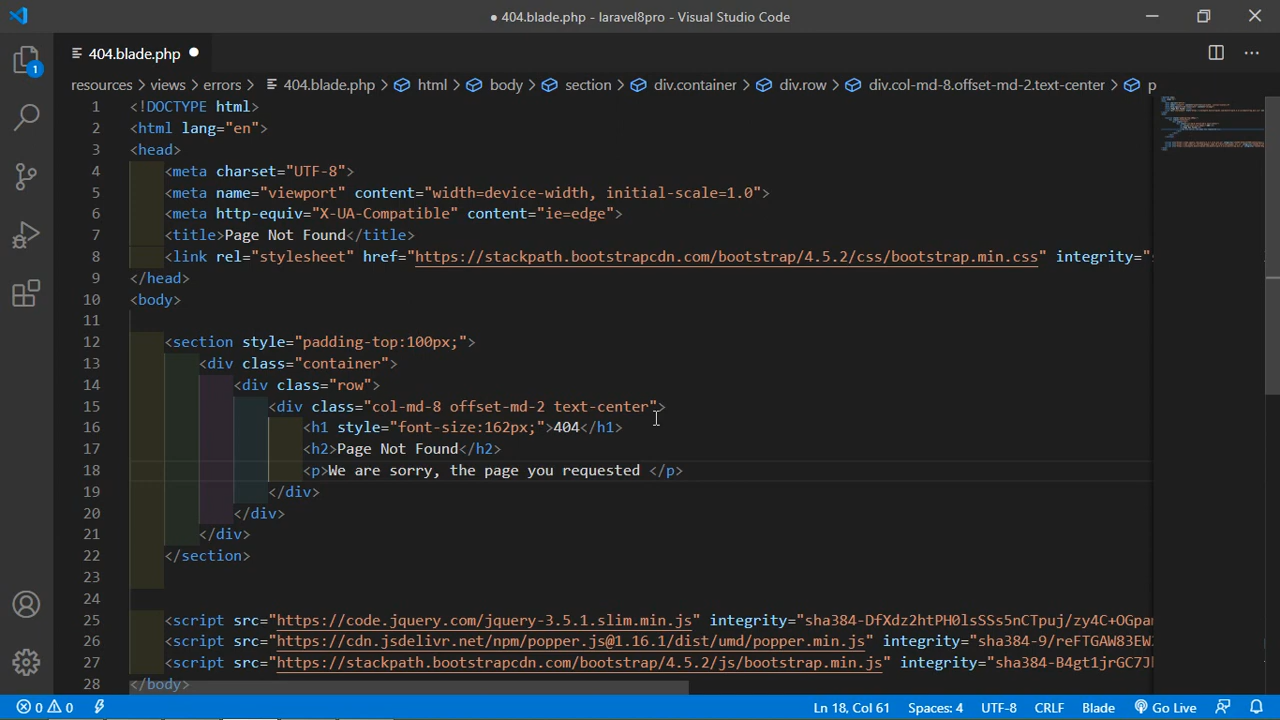 ● 404.blade.php - laravel8pro - Visual Studio Code
404.blade.php ●
1
resources > views > errors > 404.blade.php > html > body > section > div.container > div.row > div.col-md-8.offset-md-2.text-center > p
1 <!DOCTYPE html>
2 <html lang="en">
3 <head>
4 <meta charset="UTF-8">
5 <meta name="viewport" content="width=device-width, initial-scale=1.0">
6 <meta http-equiv="X-UA-Compatible" content="ie=edge">
7 <title>Page Not Found</title>
8 <link rel="stylesheet" href="https://stackpath.bootstrapcdn.com/bootstrap/4.5.2/css/bootstrap.min.css" integrity="s
9 </head>
10 <body>
11
12 <section style="padding-top:100px;">
13 <div class="container">
14 <div class="row">
15 <div class="col-md-8 offset-md-2 text-center">
16 <h1 style="font-size:162px;">404</h1>
17 <h2>Page Not Found</h2>
18 <p>We are sorry, the page you requested </p>
19 </div>
20 </div>
21 </div>
22 </section>
23
24
25 <script src="https://code.jquery.com/jquery-3.5.1.slim.min.js" integrity="sha384-DfXdz2htPH0lsSSs5nCTpuj/zy4C+OGpam
26 <script src="https://cdn.jsdelivr.net/npm/popper.js@1.16.1/dist/umd/popper.min.js" integrity="sha384-9/reFTGAW83EW2
27 <script src="https://stackpath.bootstrapcdn.com/bootstrap/4.5.2/js/bootstrap.min.js" integrity="sha384-B4gt1jrGC7J
28 </body>
0 0 Ln 18, Col 61 Spaces: 4 UTF-8 CRLF Blade Go Live